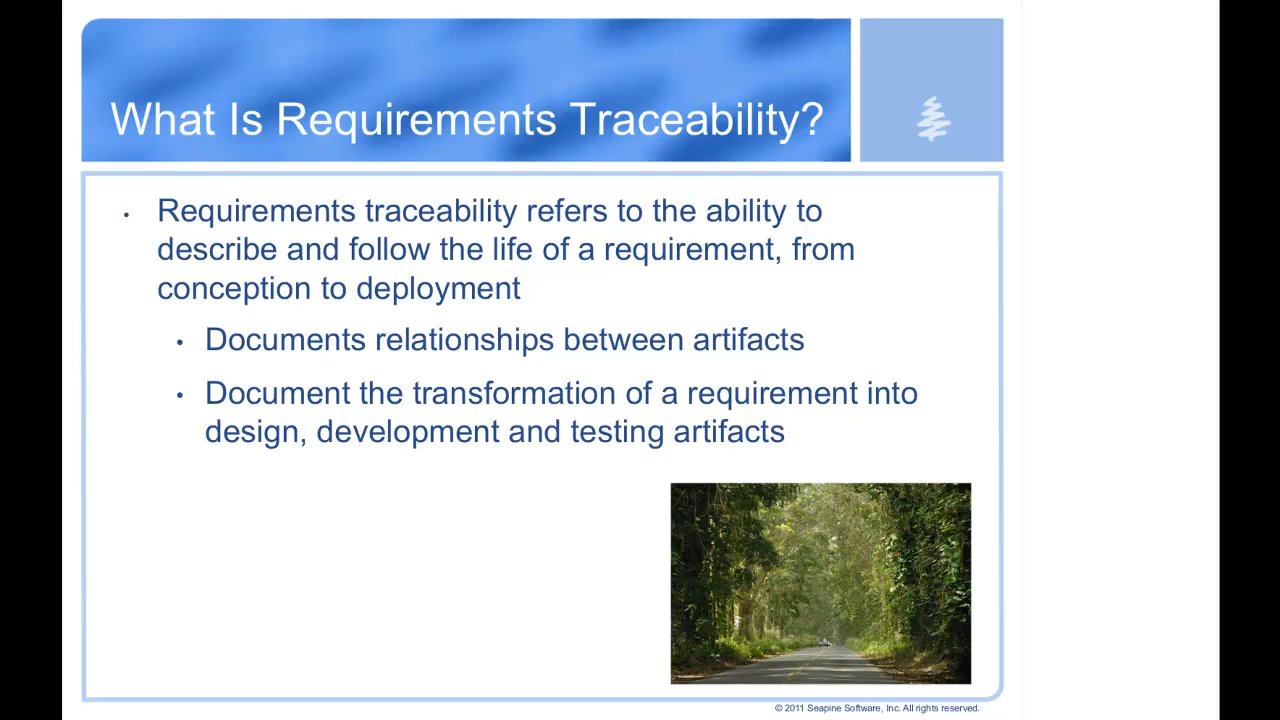 What Is Requirements Traceability?
• Requirements traceability refers to the ability to
describe and follow the life of a requirement, from
conception to deployment
• Documents relationships between artifacts
• Document the transformation of a requirement into
design, development and testing artifacts
© 2011 Seapine Software, Inc. All rights reserved.